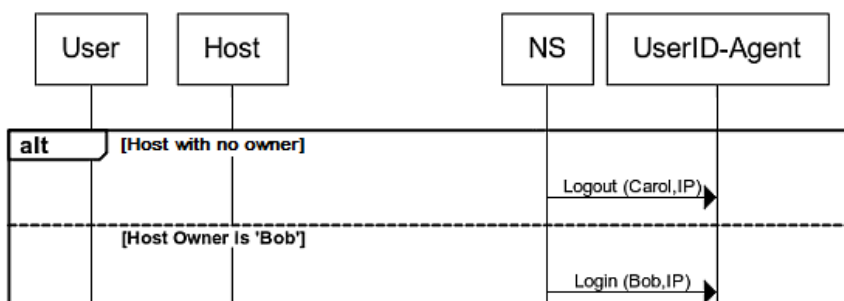 User Host NS UserID-Agent
alt [Host with no owner]
Logout (Carol,IP)
[Host Owner is 'Bob']
Login (Bob,IP)